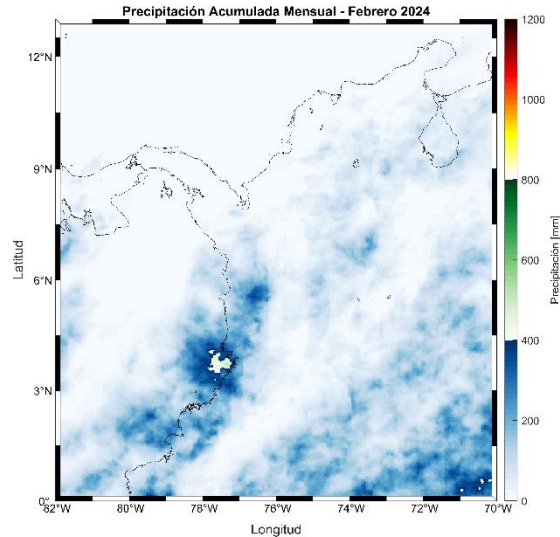 Precipitación Acumulada Mensual - Febrero 2024
12°N
9°N
6°N
3°N
0°
Latitud
82°W 80°W 78°W 76°W 74°W 72°W 70°W
Longitud
1200
1000
800
600
400
200
0
Precipitación [mm]